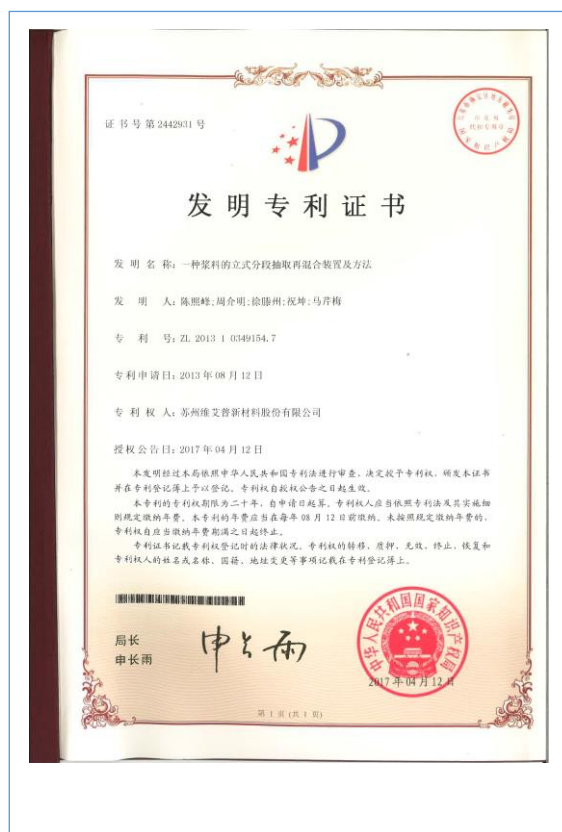 证书号第2442931号
发明专利证书
发 明 名 称：一种浆料的立式分段抽取再混合装置及方法
发 明 人：陈照峰;周介明;徐滕州;祝坤;马芹梅
专 利 号：ZL 2013 1 0349154.7
专利申请日：2013年08月12日
专 利 权 人：苏州维艾普新材料股份有限公司
授权公告日：2017年04月12日
本发明经过本局依照中华人民共和国专利法进行审查，决定授予专利权，颁发本证书
并在专利登记簿上予以登记。专利权自授权公告之日起生效。
本专利的专利权期限为二十年，自申请日起算。专利权人应当依照专利法及其实施细
则规定缴纳年费。本专利的年费应当在每年08月12日前缴纳。未按照规定缴纳年费的，
专利权自应当缴纳年费期满之日起终止。
专利证书记载专利权登记时的法律状况。专利权的转移、质押、无效、终止、恢复和
专利权人的姓名或名称、国籍、地址变更等事项记载在专利登记簿上。
局长
申长雨
申长雨
中华人民共和国国家知识产权局
2017年04月12日
第 1 页 (共 1 页)